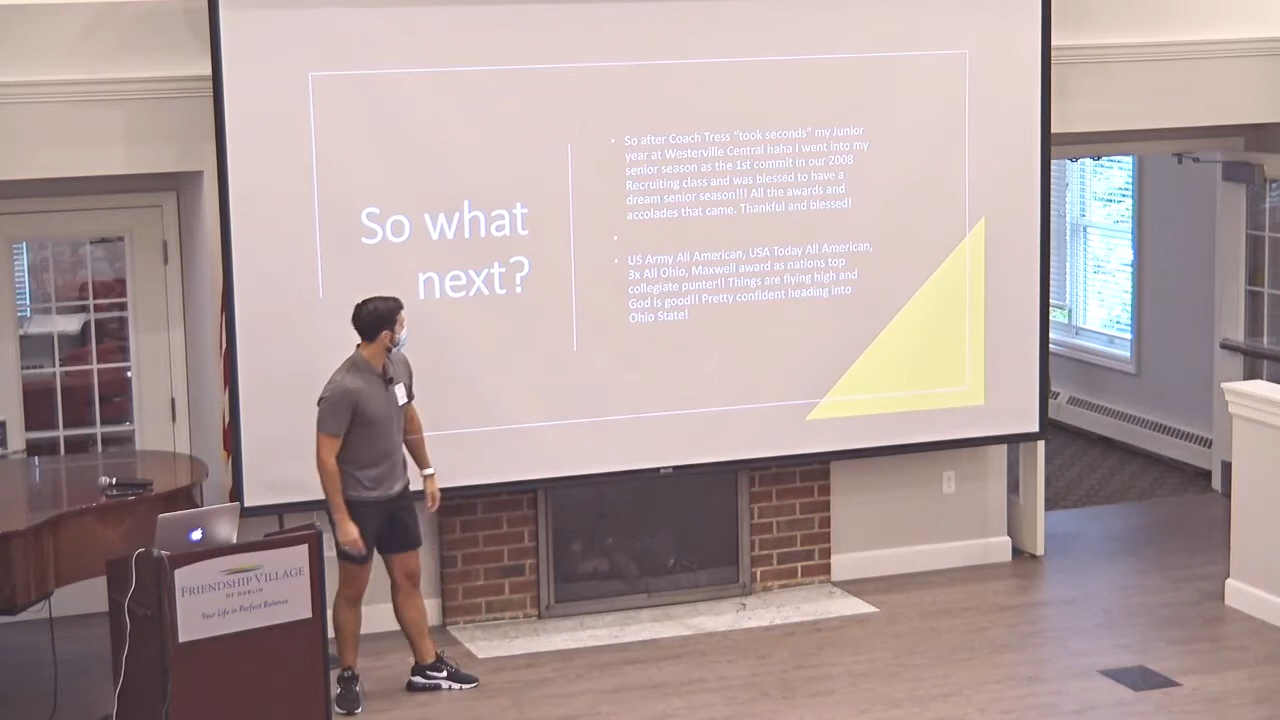 So what
next?
• So after Coach Tress "took seconds" my Junior
year at Westerville Central haha I went into my
senior season as the 1st commit in our 2008
Recruiting class and was blessed to have a
dream senior season!!! All the awards and
accolades that came. Thankful and blessed!
•
• US Army All American, USA Today All American,
3x All Ohio, Maxwell award as nations top
collegiate punter!! Things are flying high and
God is good!! Pretty confident heading into
Ohio State!
FRIENDSHIP VILLAGE
OF DUBLIN
Your Life in Perfect Balance